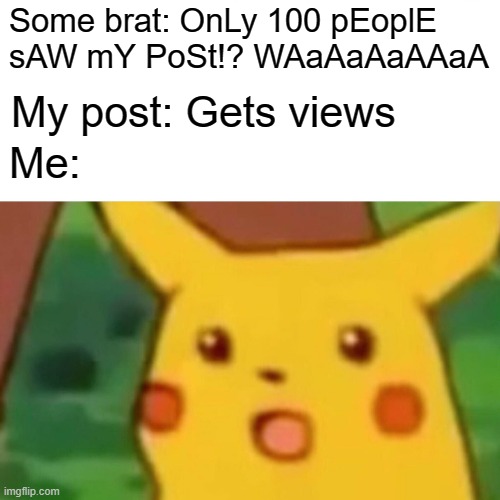 Some brat: OnLy 100 pEoplE
sAW mY PoSt!? WAaAaAaAAaA
My post: Gets views
Me:
imgflip.com